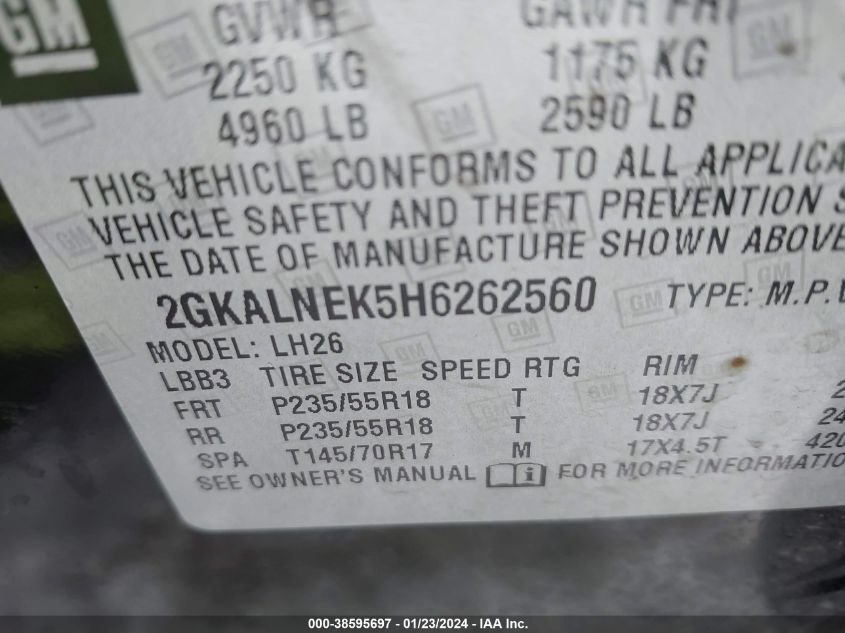 GM
GVWR GAWR FRT
2250 KG 1175 KG
4960 LB 2590 LB
THIS VEHICLE CONFORMS TO ALL APPLICA
VEHICLE SAFETY AND THEFT PREVENTION S
THE DATE OF MANUFACTURE SHOWN ABOVE
2GKALNEK5H6262560 TYPE: M.P.V
MODEL: LH26
LBB3 TIRE SIZE SPEED RTG RIM
FRT P235/55R18 T 18X7J 2
RR P235/55R18 T 18X7J 24
SPA T145/70R17 M 17X4.5T 420
SEE OWNER'S MANUAL i FOR MORE INFORMATIO
000-38595697 - 01/23/2024 - IAA Inc.